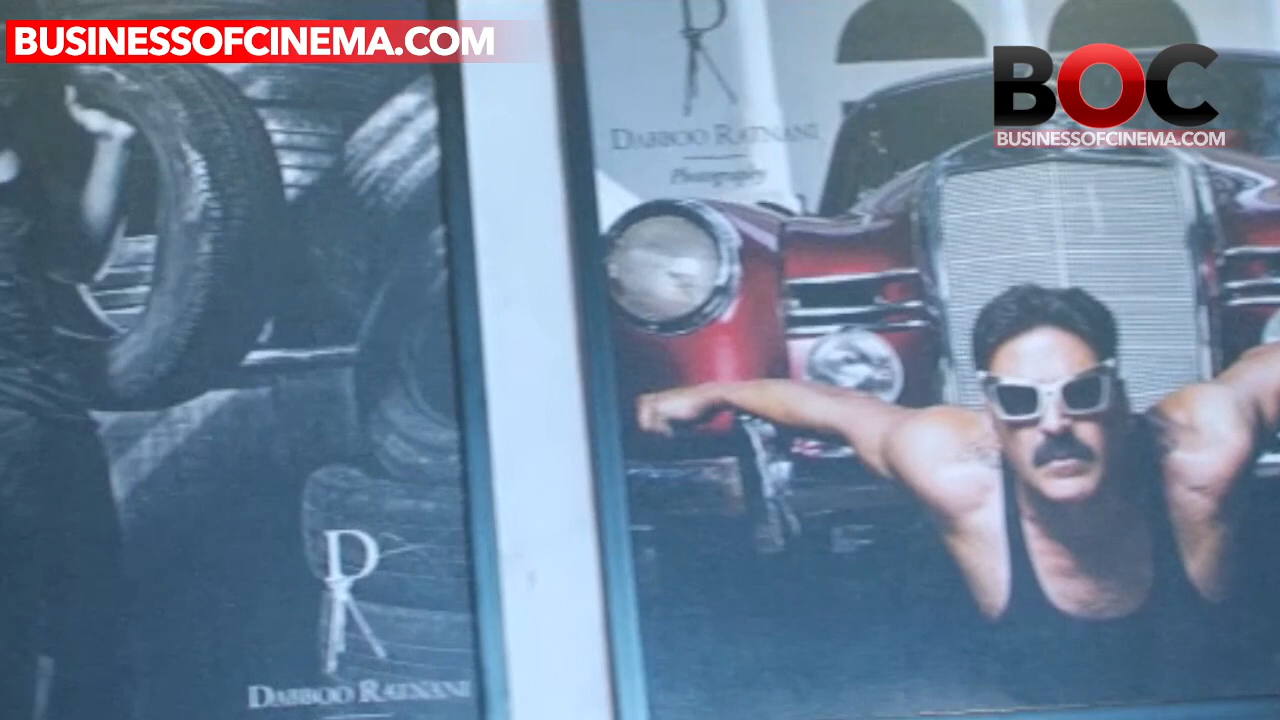 BUSINESSOFCINEMA.COM
BOC
BUSINESSOFCINEMA.COM
DR
DABBOO RATNANI
Photography
DR
DABBOO RATNANI